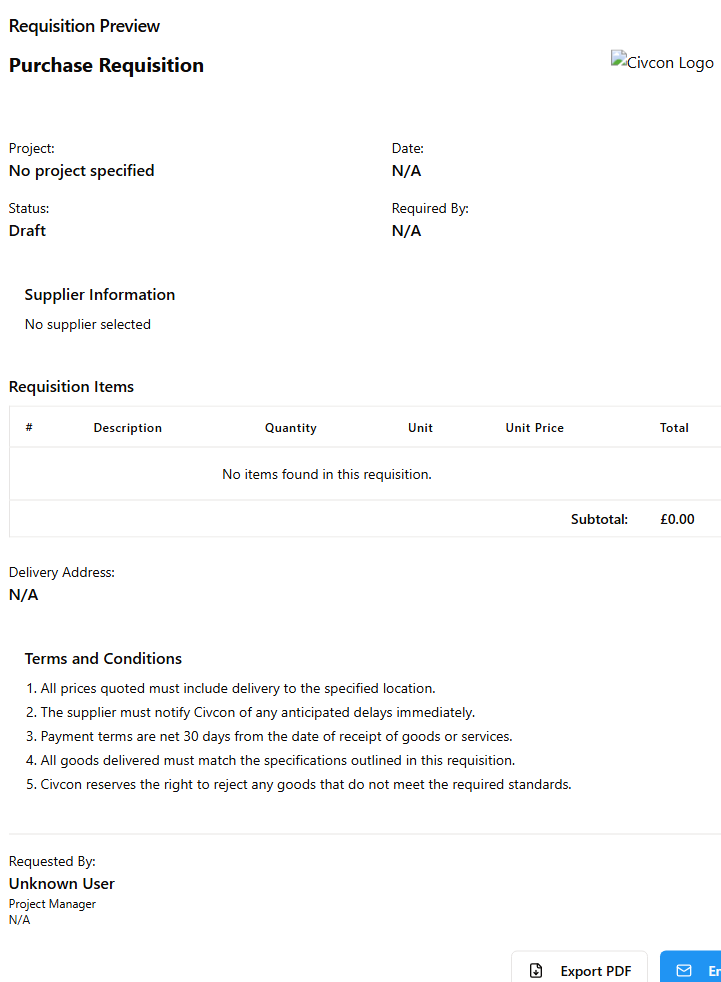 Requisition Preview
Purchase Requisition
Civcon Logo
Project:
No project specified
Date:
N/A
Status:
Draft
Required By:
N/A
Supplier Information
No supplier selected
Requisition Items
# Description Quantity Unit Unit Price Total
No items found in this requisition.
Subtotal: £0.00
Delivery Address:
N/A
Terms and Conditions
1. All prices quoted must include delivery to the specified location.
2. The supplier must notify Civcon of any anticipated delays immediately.
3. Payment terms are net 30 days from the date of receipt of goods or services.
4. All goods delivered must match the specifications outlined in this requisition.
5. Civcon reserves the right to reject any goods that do not meet the required standards.
Requested By:
Unknown User
Project Manager
N/A
Export PDF